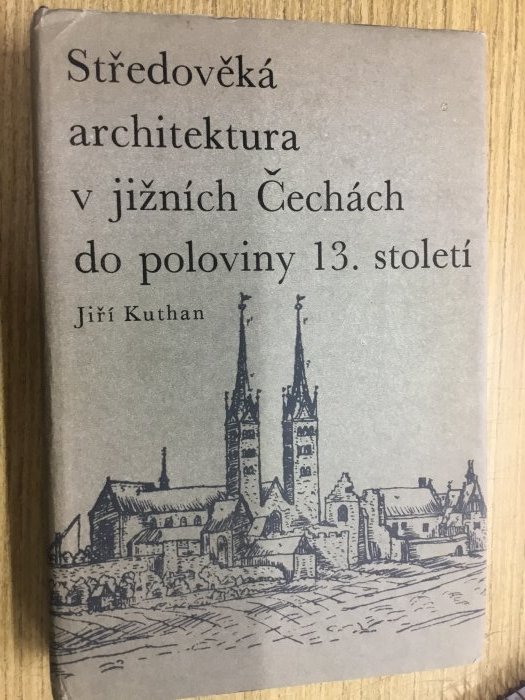 Středověká
architektura
v jižních Čechách
do poloviny 13. století
Jiří Kuthan